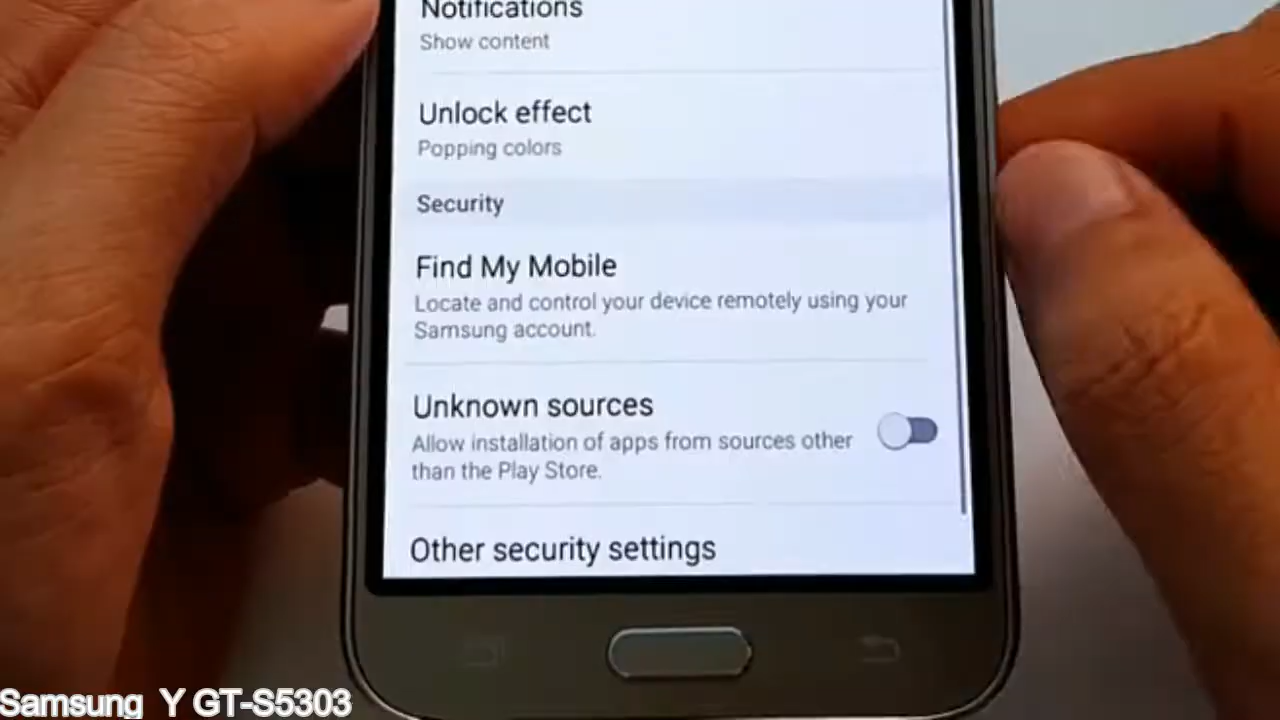 Notifications
Show content
Unlock effect
Popping colors
Security
Find My Mobile
Locate and control your device remotely using your
Samsung account.
Unknown sources
Allow installation of apps from sources other
than the Play Store.
Other security settings
Samsung Y GT-S5303